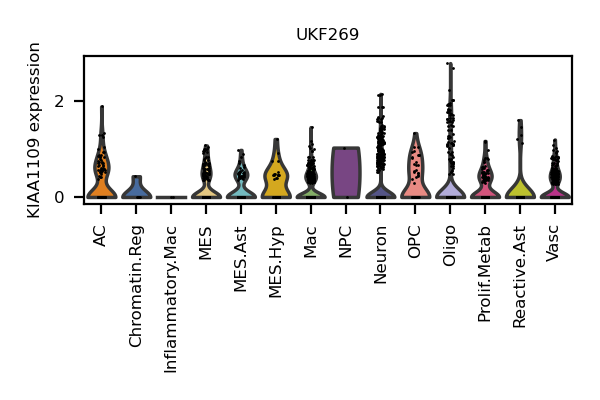 UKF269
KIAA1109 expression
2
0
AC
Chromatin.Reg
Inflammatory.Mac
MES
MES.Ast
MES.Hyp
Mac
NPC
Neuron
OPC
Oligo
Prolif.Metab
Reactive.Ast
Vasc